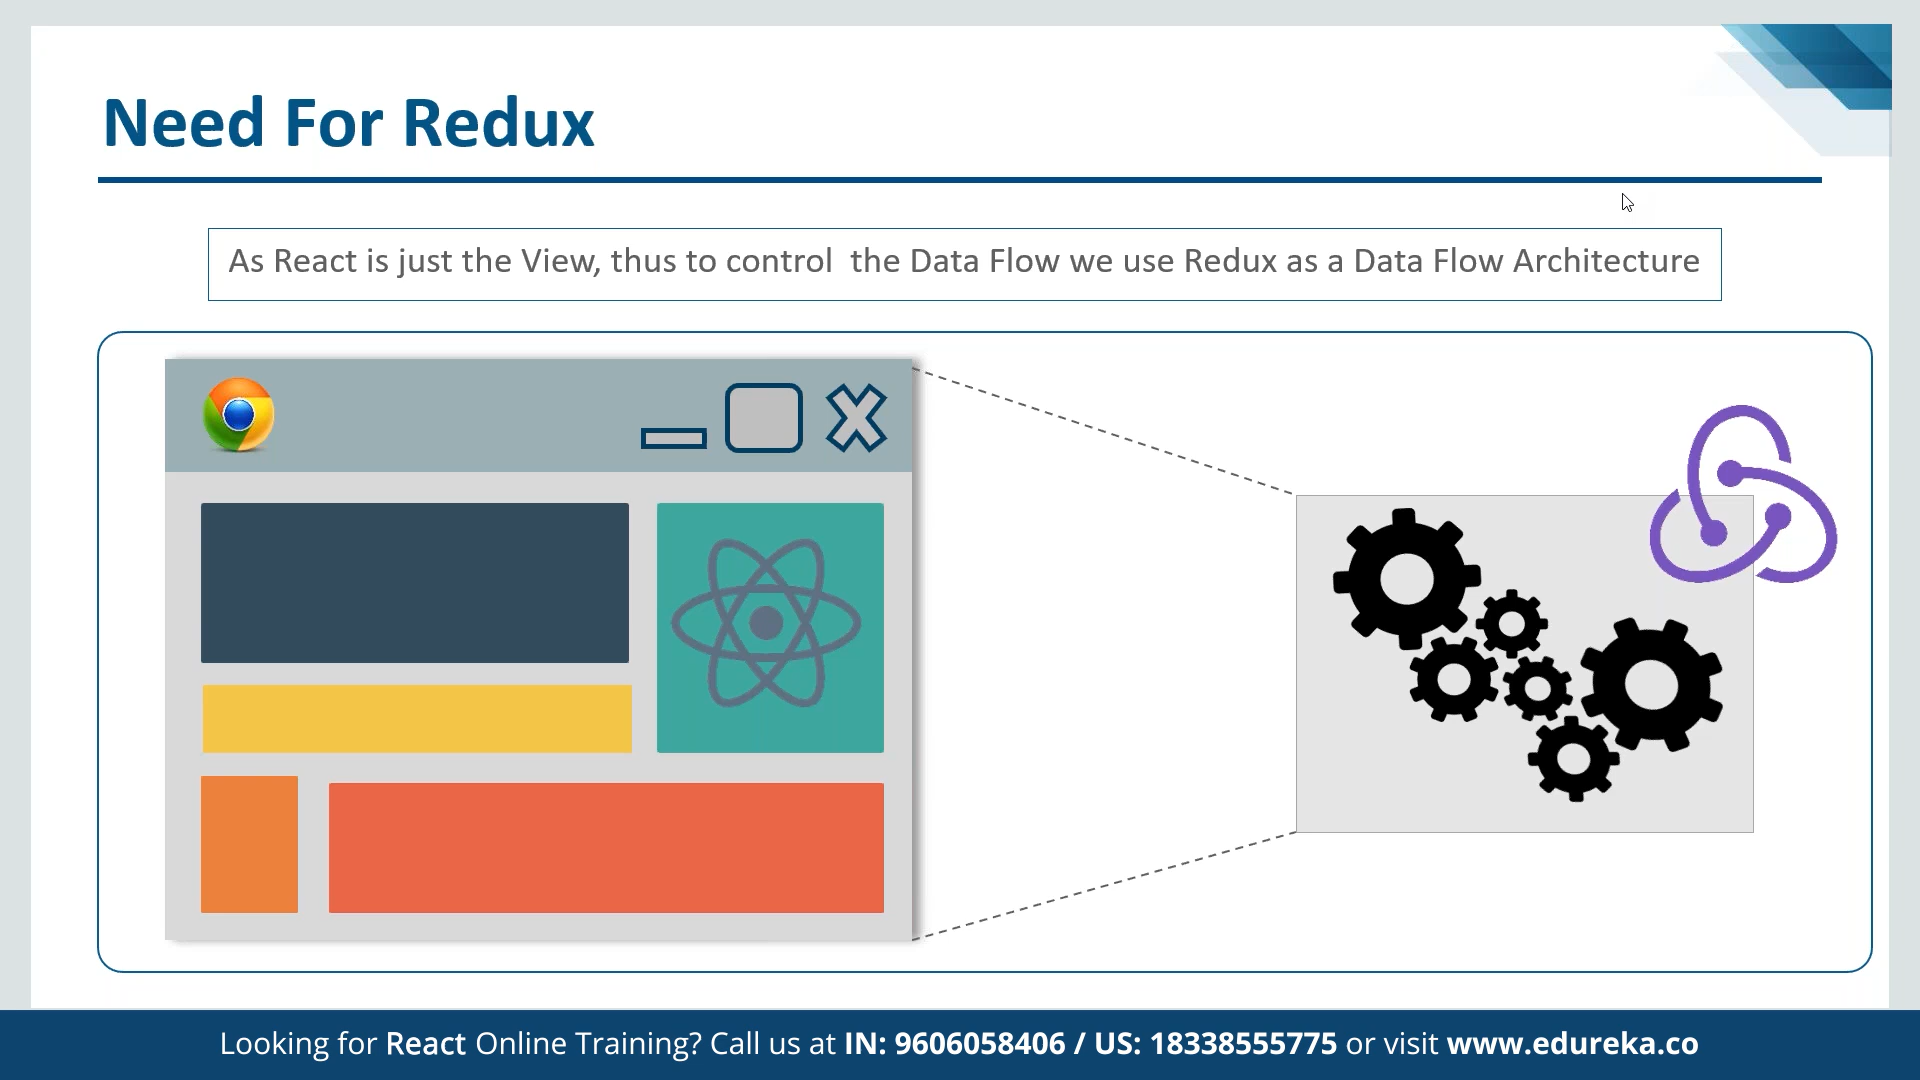 Need For Redux
As React is just the View, thus to control  the Data Flow we use Redux as a Data Flow Architecture
Looking for React Online Training? Call us at IN: 9606058406 / US: 18338555775 or visit www.edureka.co